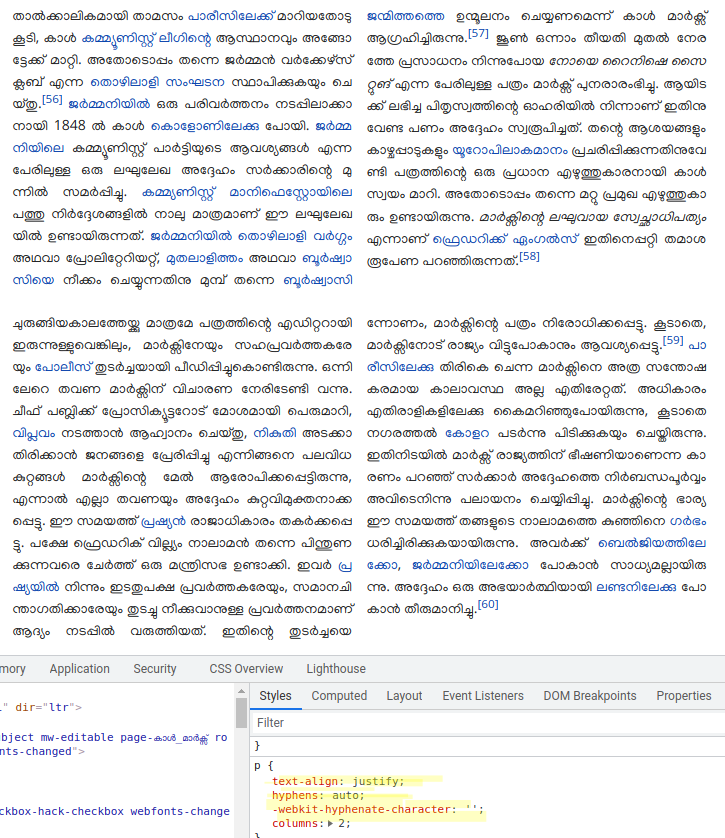 താൽക്കാലികമായി താമസം പാരീസിലേക്ക് മാറിയതോടു
കൂടി, കാൾ കമ്മ്യൂണിസ്റ്റ് ലീഗിന്റെ ആസ്ഥാനവും അങ്ങോ
ട്ടേക്ക് മാറ്റി. അതോടൊപ്പം തന്നെ ജർമ്മൻ വർക്കേഴ്സ്
ക്ലബ് എന്ന തൊഴിലാളി സംഘടന സ്ഥാപിക്കുകയും ചെ
യ്തു.[56] ജർമ്മനിയിൽ ഒരു പരിവർത്തനം നടപ്പിലാക്കാ
നായി 1848 ൽ കാൾ കൊളോണിലേക്കു പോയി. ജർമ്മ
നിയിലെ കമ്മ്യൂണിസ്റ്റ് പാർട്ടിയുടെ ആവശ്യങ്ങൾ എന്ന
പേരിലുള്ള ഒരു ലഘുലേഖ അദ്ദേഹം സർക്കാരിന്റെ മു
ന്നിൽ സമർപ്പിച്ചു. കമ്മ്യണിസ്റ്റ് മാനിഫെസ്റ്റോയിലെ
പത്തു നിർദ്ദേശങ്ങളിൽ നാലു മാത്രമാണ് ഈ ലഘുലേഖ
യിൽ ഉണ്ടായിരുന്നത്. ജർമ്മനിയിൽ തൊഴിലാളി വർഗ്ഗം
അഥവാ പ്രോലിറ്റേറിയറ്റ്, മുതലാളിത്തം അഥവാ ബൂർഷ്വാ
സിയെ നീക്കം ചെയ്യുന്നതിനു മുമ്പ് തന്നെ ബൂർഷ്വാസി
ജന്മിത്തത്തെ ഉന്മൂലനം ചെയ്യണമെന്ന് കാൾ മാർക്സ്
ആഗ്രഹിച്ചിരുന്നു.[57] ജൂൺ ഒന്നാം തീയതി മുതൽ നേര
ത്തേ പ്രസാധനം നിന്നുപോയ നോയെ റൈനിഷെ സൈ
റ്റുങ് എന്ന പേരിലുള്ള പത്രം മാർക്സ് പുനരാരംഭിച്ചു. ആയിട
ക്ക് ലഭിച്ച പിതൃസ്വത്തിന്റെ ഓഹരിയിൽ നിന്നാണ് ഇതിനു
വേണ്ട പണം അദ്ദേഹം സ്വരൂപിച്ചത്. തന്റെ ആശയങ്ങളും
കാഴ്ചപ്പാടുകളും യൂറോപിലാകമാനം പ്രചരിപ്പിക്കുന്നതിനുവേ
ണ്ടി പത്രത്തിന്റെ ഒരു പ്രധാന എഴുത്തുകാരനായി കാൾ
സ്വയം മാറി. അതോടൊപ്പം തന്നെ മറ്റു പ്രമുഖ എഴുത്തുകാ
രും ഉണ്ടായിരുന്നു. മാർക്സിന്റെ ലഘുവായ സ്വേച്ഛാധിപത്യം
എന്നാണ് ഫ്രെഡറിക്ക് ഏംഗൽസ് ഇതിനെപ്പറ്റി തമാശ
രൂപേണ പറഞ്ഞിരുന്നത്.[58]
ചുരുങ്ങിയകാലത്തേയ്ക്കു മാത്രമേ പത്രത്തിന്റെ എഡിറ്ററായി
ഇരുന്നുള്ളുവെങ്കിലും, മാർക്സിനേയും സഹപ്രവർത്തകരേ
യും പോലീസ് തുടർച്ചയായി പീഡിപ്പിച്ചുകൊണ്ടിരുന്നു. ഒന്നി
ലേറെ തവണ മാർക്സിന് വിചാരണ നേരിടേണ്ടി വന്നു.
ചീഫ് പബ്ലിക്ക് പ്രോസിക്യൂട്ടറോട് മോശമായി പെരുമാറി,
വിപ്ലവം നടത്താൻ ആഹ്വാനം ചെയ്തു, നികുതി അടക്കാ
തിരിക്കാൻ ജനങ്ങളെ പ്രേരിപ്പിച്ചു എന്നിങ്ങനെ പലവിധ
കുറ്റങ്ങൾ മാർക്സിന്റെ മേൽ ആരോപിക്കപ്പെട്ടിരുന്നു,
എന്നാൽ എല്ലാ തവണയും അദ്ദേഹം കുറ്റവിമുക്തനാക്ക
പ്പെട്ടു. ഈ സമയത്ത് പ്രഷ്യൻ രാജാധികാരം തകർക്കപ്പെ
ട്ടു. പക്ഷേ ഫ്രെഡറിക് വില്ല്യം നാലാമൻ തന്നെ പിന്തുണ
ക്കുന്നവരെ ചേർത്ത് ഒരു മന്ത്രിസഭ ഉണ്ടാക്കി. ഇവർ പ്ര
ഷ്യയിൽ നിന്നും ഇടതുപക്ഷ പ്രവർത്തകരേയും, സമാനചി
ന്താഗതിക്കാരേയും തുടച്ചു നീക്കുവാനുള്ള പ്രവർത്തനമാണ്
ആദ്യം നടപ്പിൽ വരുത്തിയത്. ഇതിന്റെ തുടർച്ചയെ
ന്നോണം, മാർക്സിന്റെ പത്രം നിരോധിക്കപ്പെട്ടു. കൂടാതെ,
മാർക്സിനോട് രാജ്യം വിട്ടുപോകാനും ആവശ്യപ്പെട്ടു.[59] പാ
രീസിലേക്കു തിരികെ ചെന്ന മാർക്സിനെ അത്ര സന്തോഷ
കരമായ കാലാവസ്ഥ അല്ല എതിരേറ്റത്. അധികാരം
എതിരാളികളിലേക്കു കൈമറിഞ്ഞുപോയിരുന്നു, കൂടാതെ
നഗരത്തൽ കോളറ പടർന്നു പിടിക്കുകയും ചെയ്തിരുന്നു.
ഇതിനിടയിൽ മാർക്സ് രാജ്യത്തിന് ഭീഷണിയാണെന്ന കാ
രണം പറഞ്ഞ് സർക്കാർ അദ്ദേഹത്തെ നിർബന്ധപൂർവ്വം
അവിടെനിന്നു പലായനം ചെയ്യിപ്പിച്ചു. മാർക്സിന്റെ ഭാര്യ
ഈ സമയത്ത് തങ്ങളുടെ നാലാമത്തെ കുഞ്ഞിനെ ഗർഭം
ധരിച്ചിരിക്കുകയായിരുന്നു. അവർക്ക് ബെൽജിയത്തിലേ
ക്കോ, ജർമ്മനിയിലേക്കോ പോകാൻ സാധ്യമല്ലായിരു
ന്നു. അദ്ദേഹം ഒരു അഭയാർത്ഥിയായി ലണ്ടനിലേക്കു പോ
കാൻ തീരുമാനിച്ചു.[60]
mory Application Security CSS Overview Lighthouse
" dir="ltr">
bject mw-editable page-കാൾ_മാർക്സ് ro
nts-changed">
ckbox-hack-checkbox webfonts-change
Styles Computed Layout Event Listeners DOM Breakpoints Properties
Filter
}
p {
text-align: justify;
hyphens: auto;
-webkit-hyphenate-character: '';
columns: 2;
}